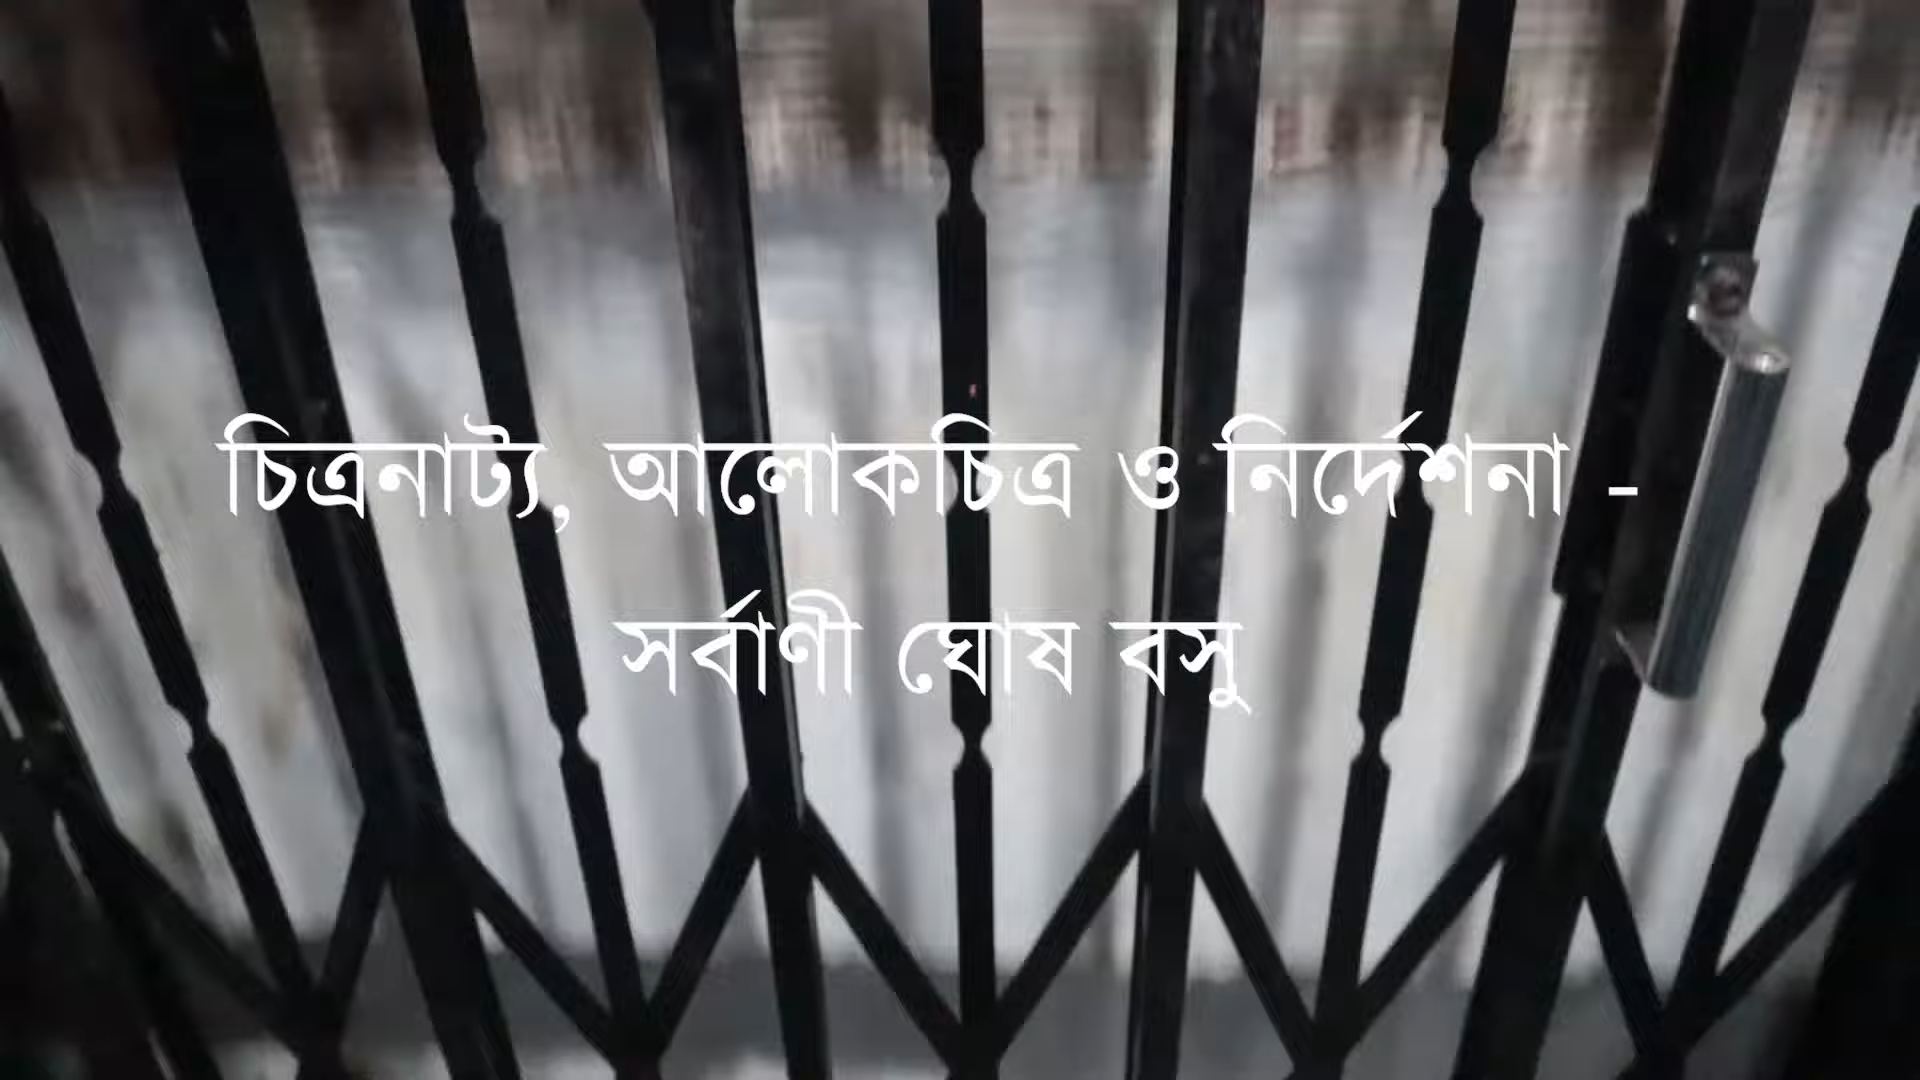 চিত্রনাট্য, আলোকচিত্র ও নির্দেশনা -
সর্বাণী ঘোষ বসু